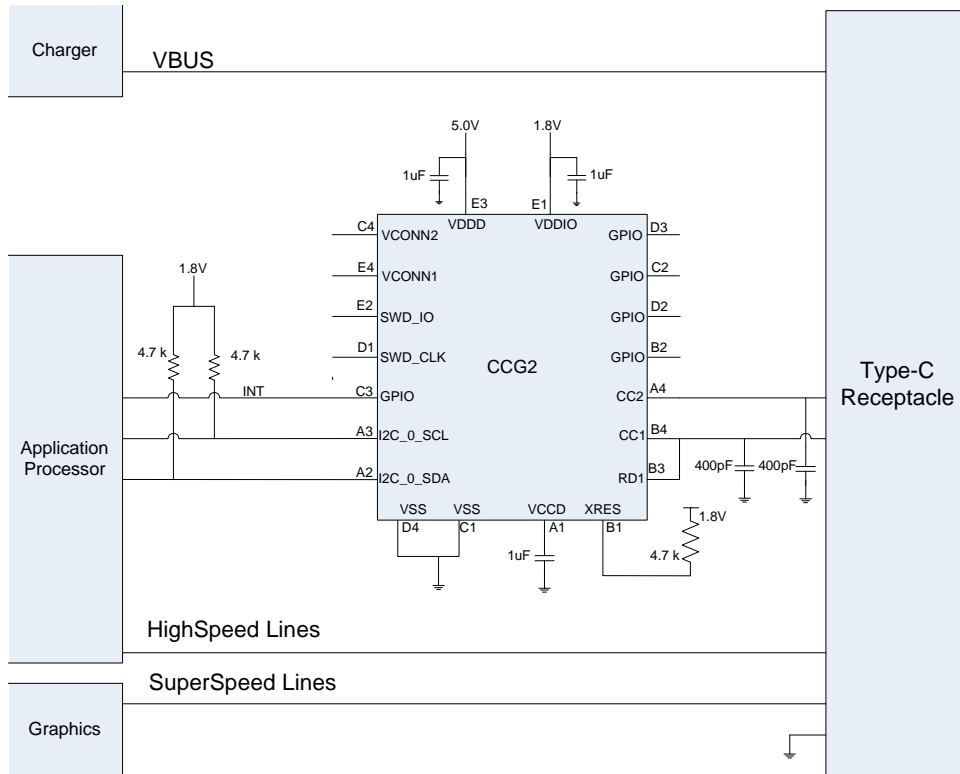 Charger
VBUS
5.0V
1.8V
1uF
1uF
E3
E1
VDDD
VDDIO
C4
VCONN2
GPIO
D3
E4
VCONN1
GPIO
C2
1.8V
E2
SWD_IO
GPIO
D2
4.7 k
4.7 k
D1
SWD_CLK
GPIO
B2
CCG2
INT
C3
GPIO
CC2
A4
Type-C
Receptacle
A3
I2C_0_SCL
CC1
B4
Application
Processor
A2
I2C_0_SDA
RD1
B3
400pF
400pF
VSS
VSS
VCCD
XRES
D4
C1
A1
B1
1.8V
1uF
4.7 k
HighSpeed Lines
SuperSpeed Lines
Graphics